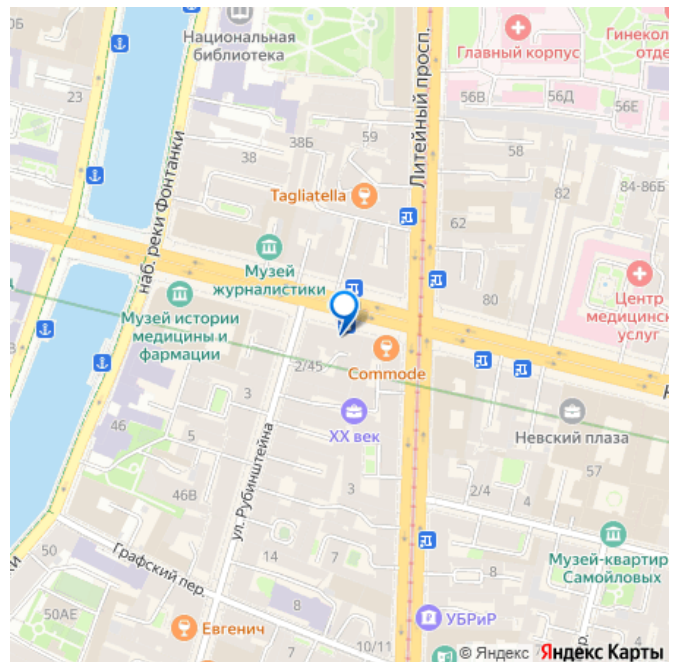 Национальная
библиотека
Главный корпус
Гинекол
отде
6Б
23
56В
56Д
56Е
38Б
59
38
58
Литейный просп.
наб. реки Фонтанки
Tagliatella
82
84-86Б
62
Музей
журналистики
80
Центр
медицинск
услуг
Музей истории
медицины и
фармации
2/45
Commode
3
XX век
Невский плаза
46
5
57
ул. Рубинштейна
46В
3
2/4
4
50
Графский пер.
14
7
Музей-квартир
Самойловых
8
8
50АЕ
УБРиР
Евгенич
7
10/11
© Яндекс Яндекс Карты